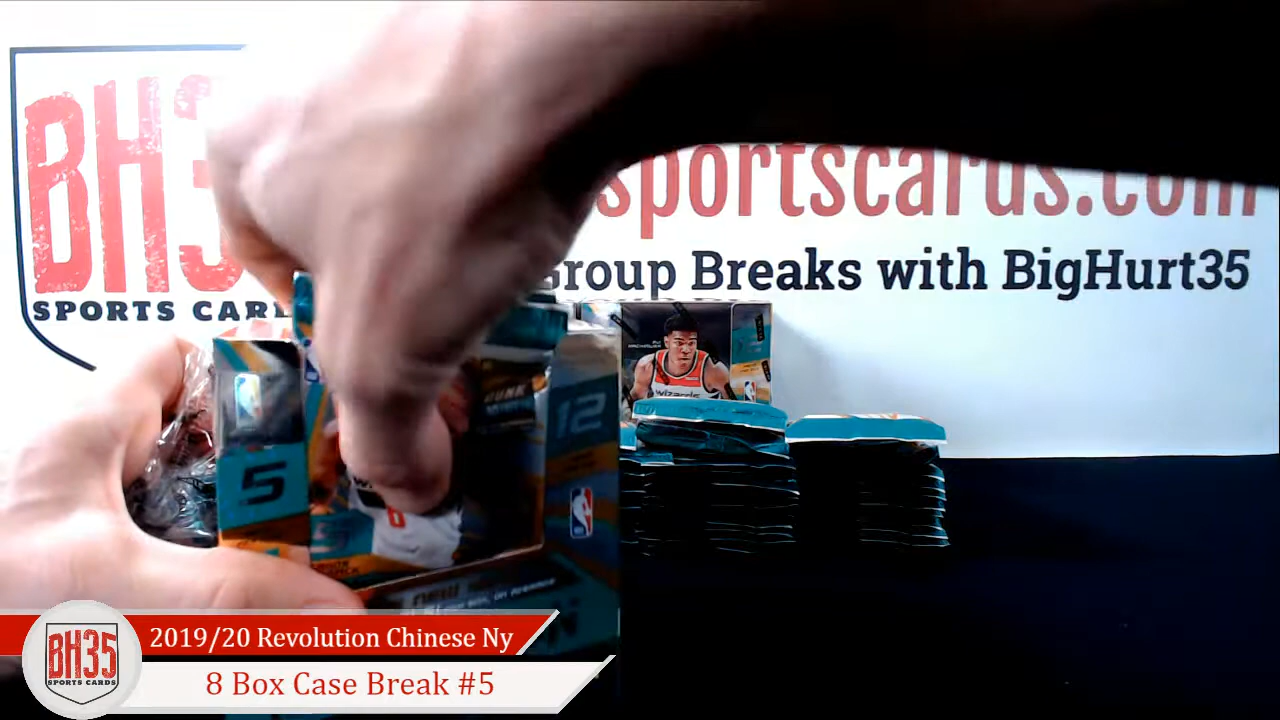 BH3
SPORTS CAR
sportscards.com
Group Breaks with BigHurt35
wizards
5
12
2019/20 Revolution Chinese Ny
8 Box Case Break #5
BH35
SPORTS CARDS